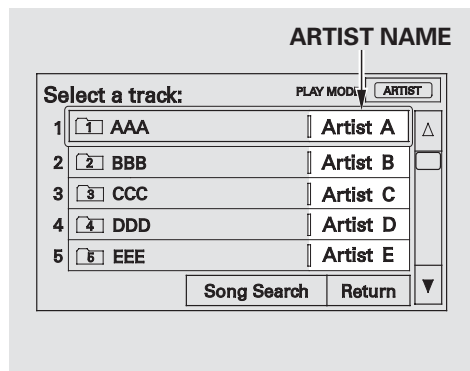 ARTIST NAME
Select a track: PLAY MODE ARTIST
1 1 AAA Artist A
2 2 BBB Artist B
3 3 CCC Artist C
4 4 DDD Artist D
5 5 EEE Artist E
Song Search Return